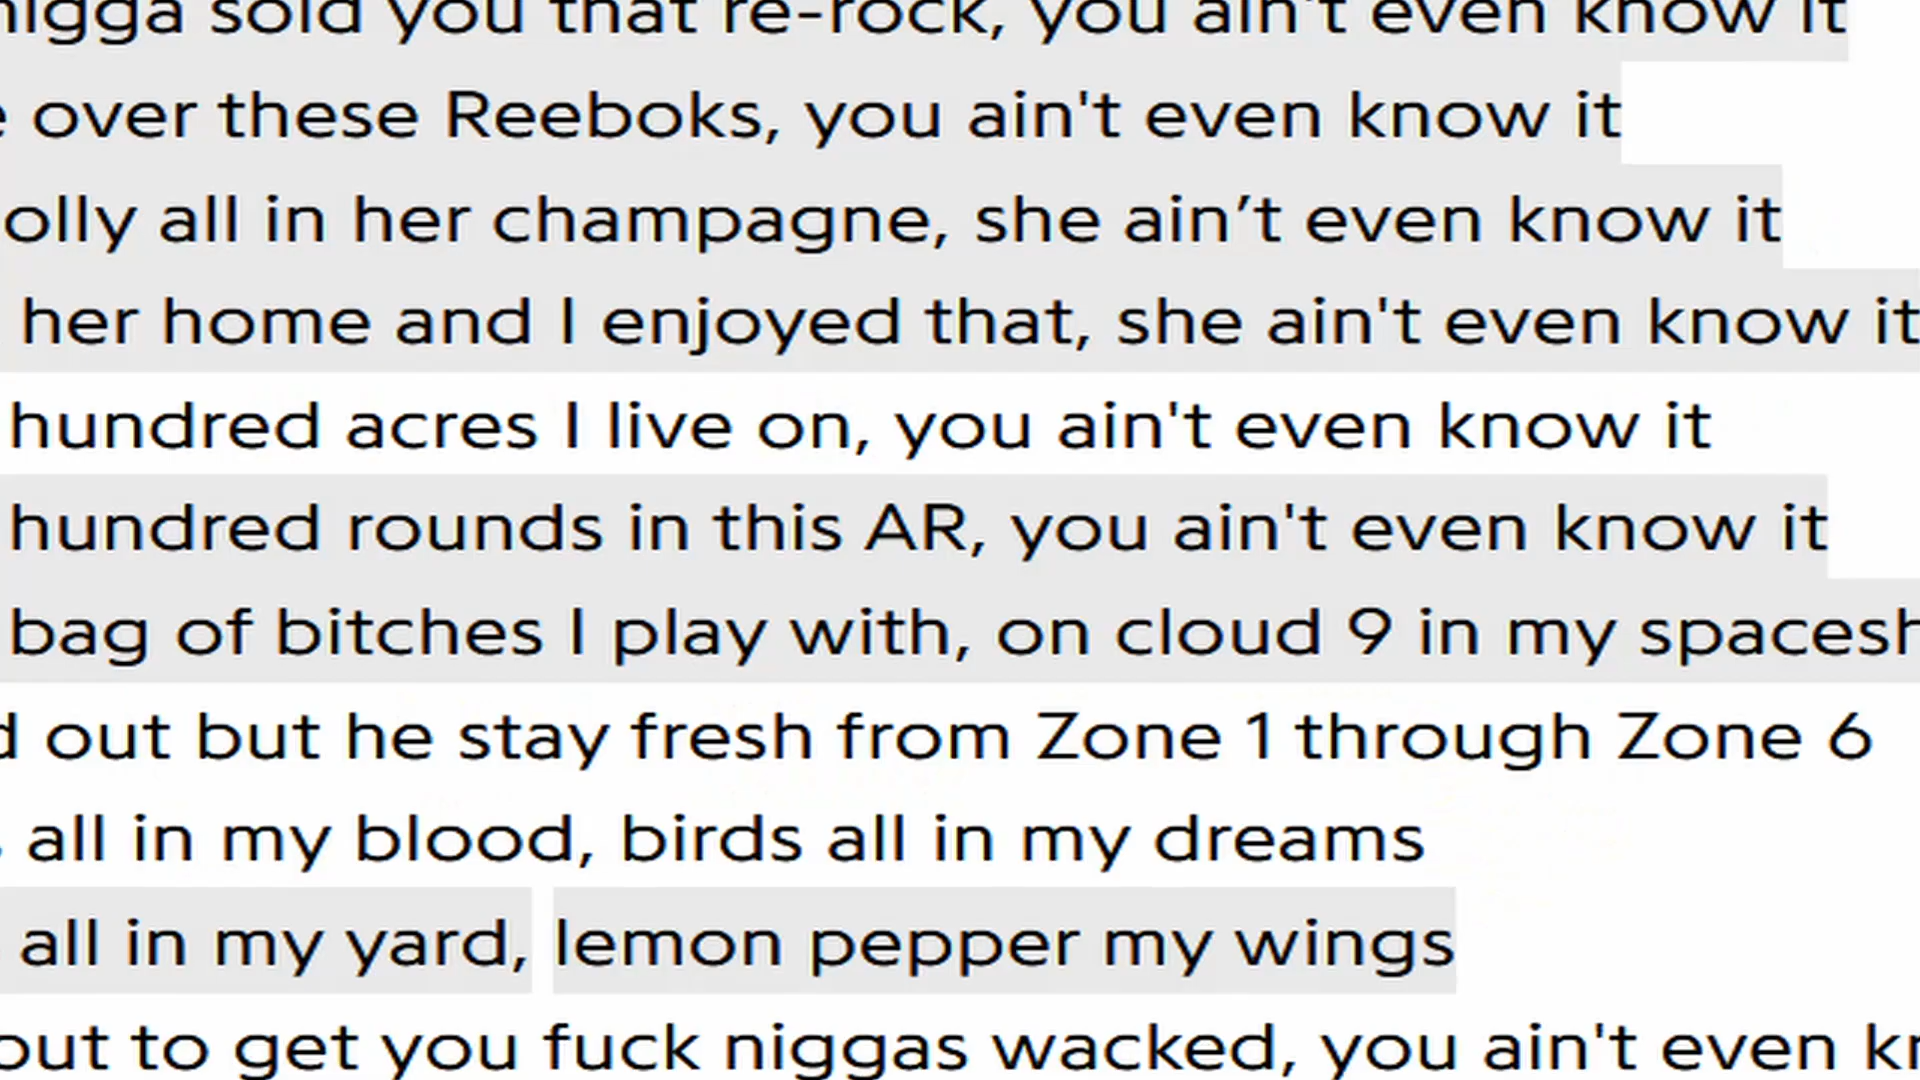 nigga sold you that re-rock, you ain't even know it
over these Reeboks, you ain't even know it
olly all in her champagne, she ain’t even know it
her home and I enjoyed that, she ain't even know it
hundred acres I live on, you ain't even know it
hundred rounds in this AR, you ain't even know it
bag of bitches I play with, on cloud 9 in my spacesh
d out but he stay fresh from Zone 1 through Zone 6
all in my blood, birds all in my dreams
all in my yard, lemon pepper my wings
out to get you fuck niggas wacked, you ain't even kn